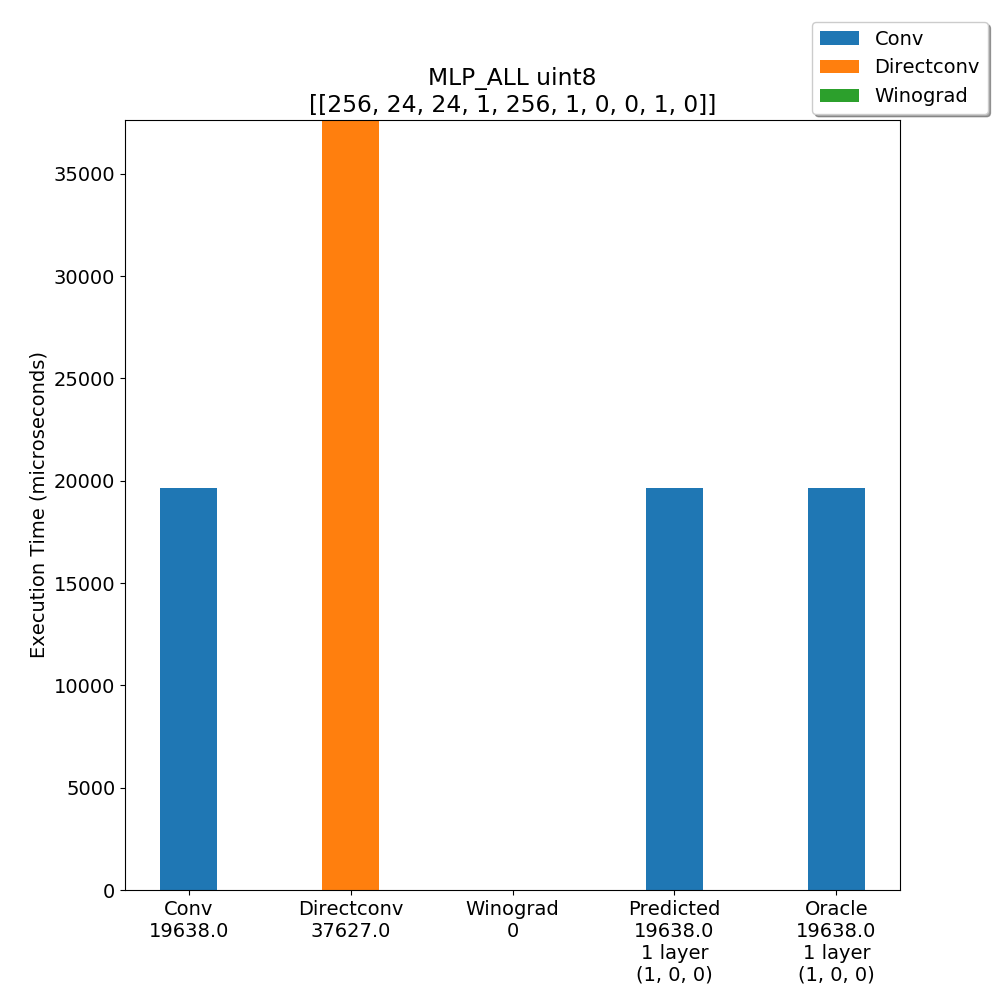 Conv
Directconv
Winograd
MLP_ALL uint8
[[256, 24, 24, 1, 256, 1, 0, 0, 1, 0]]
Execution Time (microseconds)
35000
30000
25000
20000
15000
10000
5000
0
Conv
19638.0
Directconv
37627.0
Winograd
0
Predicted
19638.0
1 layer
(1, 0, 0)
Oracle
19638.0
1 layer
(1, 0, 0)